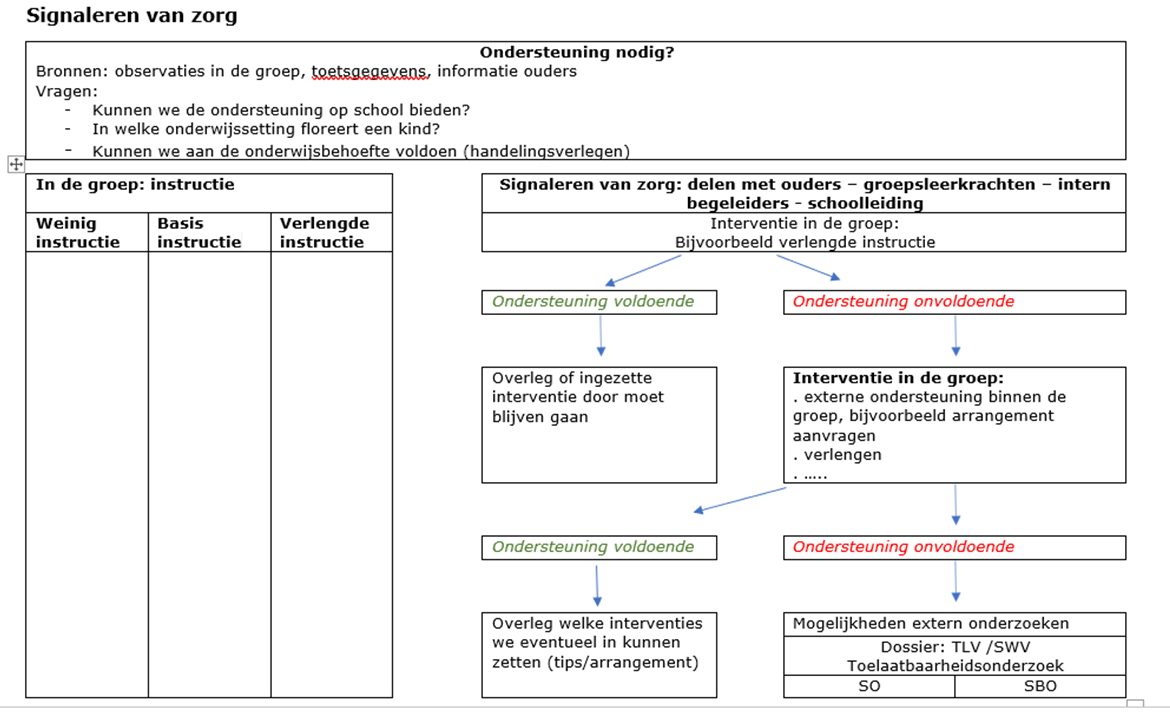 Signaleren van zorg
Ondersteuning nodig?
Bronnen: observaties in de groep, toetsgegevens, informatie ouders
Vragen:
- Kunnen we de ondersteuning op school bieden?
- In welke onderwijssetting floreert een kind?
- Kunnen we aan de onderwijsbehoefte voldoen (handelingsverlegen)
In de groep: instructie
Weinig
instructie
Basis
instructie
Verlengde
instructie
Signaleren van zorg: delen met ouders – groepsleerkrachten – intern
begeleiders - schoolleiding
Interventie in de groep:
Bijvoorbeeld verlengde instructie
Ondersteuning voldoende
Ondersteuning onvoldoende
Overleg of ingezette
interventie door moet
blijven gaan
Interventie in de groep:
. externe ondersteuning binnen de
groep, bijvoorbeeld arrangement
aanvragen
. verlengen
. …..
Ondersteuning voldoende
Ondersteuning onvoldoende
Overleg welke interventies
we eventueel in kunnen
zetten (tips/arrangement)
Mogelijkheden extern onderzoeken
Dossier: TLV /SWV
Toelaatbaarheidsonderzoek
SO
SBO